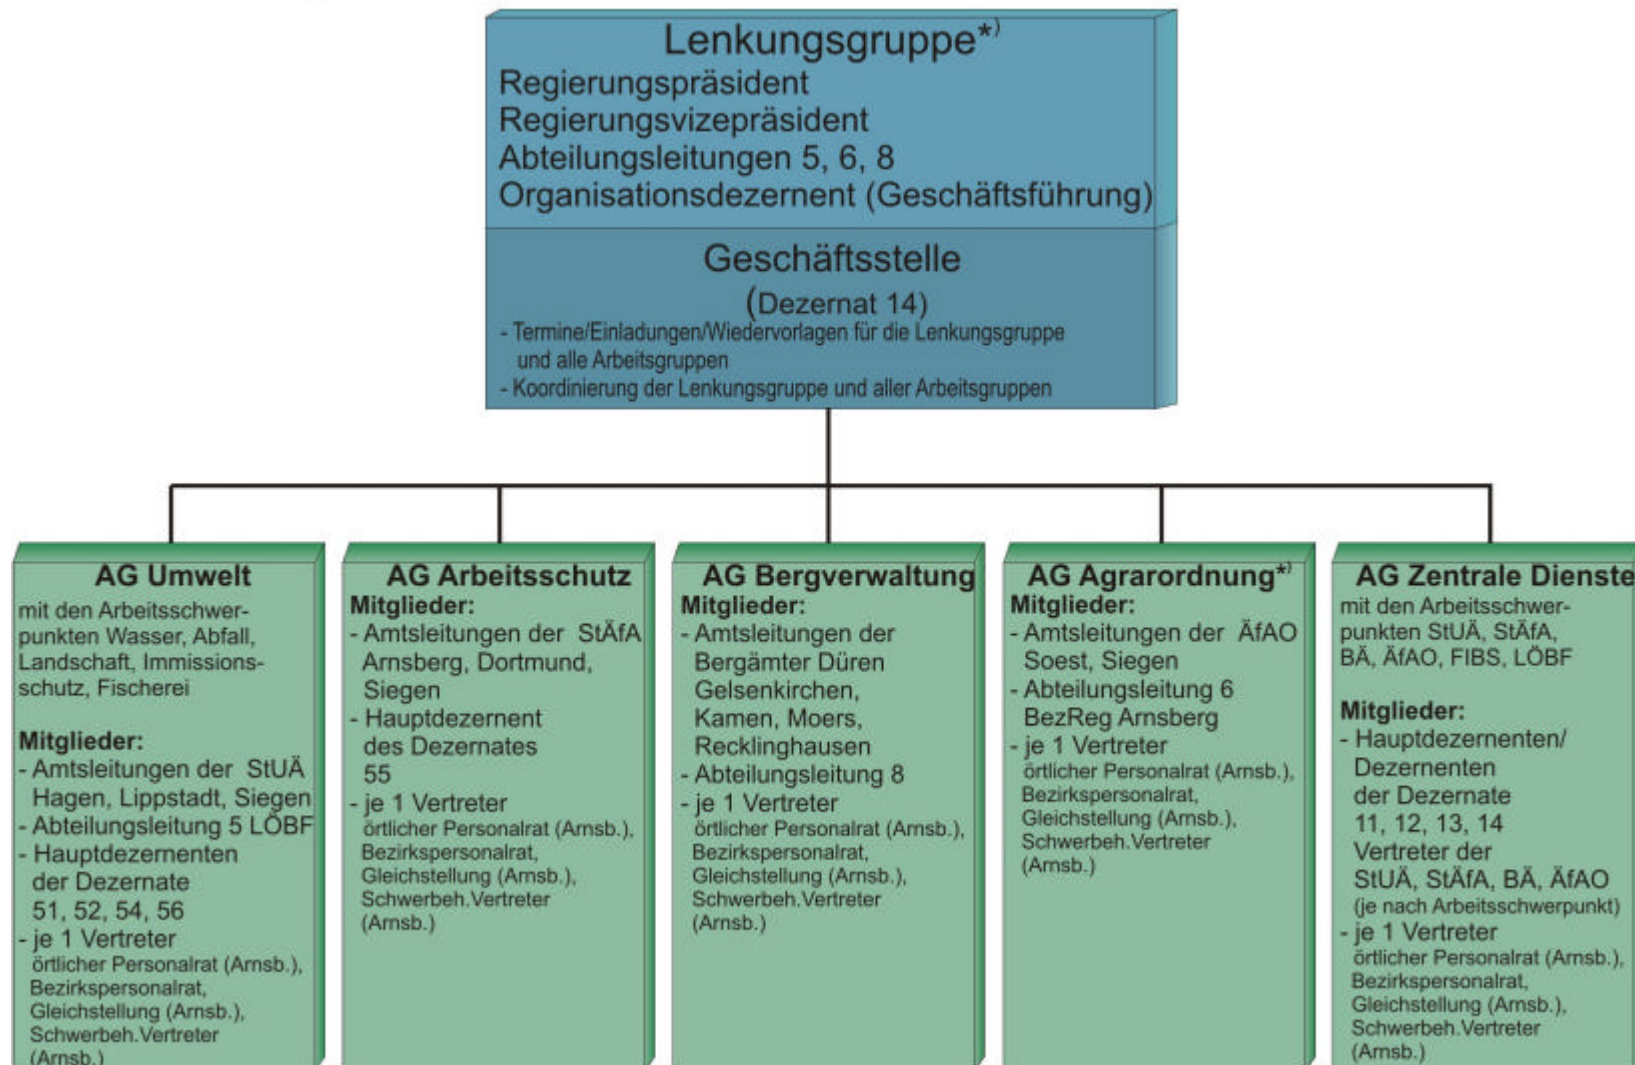 Lenkungsgruppe*)
Regierungspräsident
Regierungsvizepräsident
Abteilungsleitungen 5, 6, 8
Organisationsdezernent (Geschäftsführung)
Geschäftsstelle
(Dezernat 14)
- Termine/Einladungen/Wiedervorlagen für die Lenkungsgruppe
und alle Arbeitsgruppen
- Koordinierung der Lenkungsgruppe und aller Arbeitsgruppen
AG Umwelt
mit den Arbeitsschwer-
punkten Wasser, Abfall,
Landschaft, Immissions-
schutz, Fischerei
Mitglieder:
- Amtsleitungen der StUÄ
Hagen, Lippstadt, Siegen
- Abteilungsleitung 5 LÖBF
- Hauptdezernenten
der Dezernate
51, 52, 54, 56
- je 1 Vertreter
örtlicher Personalrat (Arnsb.),
Bezirkspersonalrat,
Gleichstellung (Arnsb.),
Schwerbeh.Vertreter
(Arnsb.)
AG Arbeitsschutz
Mitglieder:
- Amtsleitungen der StÄfA
Arnsberg, Dortmund,
Siegen
- Hauptdezernent
des Dezernates
55
- je 1 Vertreter
örtlicher Personalrat (Arnsb.),
Bezirkspersonalrat,
Gleichstellung (Arnsb.),
Schwerbeh.Vertreter
(Arnsb.)
AG Bergverwaltung
Mitglieder:
- Amtsleitungen der
Bergämter Düren
Gelsenkirchen,
Kamen, Moers,
Recklinghausen
- Abteilungsleitung 8
- je 1 Vertreter
örtlicher Personalrat (Arnsb.),
Bezirkspersonalrat,
Gleichstellung (Arnsb.),
Schwerbeh.Vertreter
(Arnsb.)
AG Agrarordnung*)
Mitglieder:
- Amtsleitungen der ÄfAO
Soest, Siegen
- Abteilungsleitung 6
BezReg Arnsberg
- je 1 Vertreter
örtlicher Personalrat (Arnsb.),
Bezirkspersonalrat,
Gleichstellung (Arnsb.),
Schwerbeh.Vertreter
(Arnsb.)
AG Zentrale Dienste
mit den Arbeitsschwer-
punkten StUÄ, StÄfA,
BÄ, ÄfAO, FIBS, LÖBF
Mitglieder:
- Hauptdezernenten/
Dezernenten
der Dezernate
11, 12, 13, 14
Vertreter der
StUÄ, StÄfA, BÄ, ÄfAO
(je nach Arbeitsschwerpunkt)
- je 1 Vertreter
örtlicher Personalrat (Arnsb.),
Bezirkspersonalrat,
Gleichstellung (Arnsb.),
Schwerbeh.Vertreter
(Arnsb.)